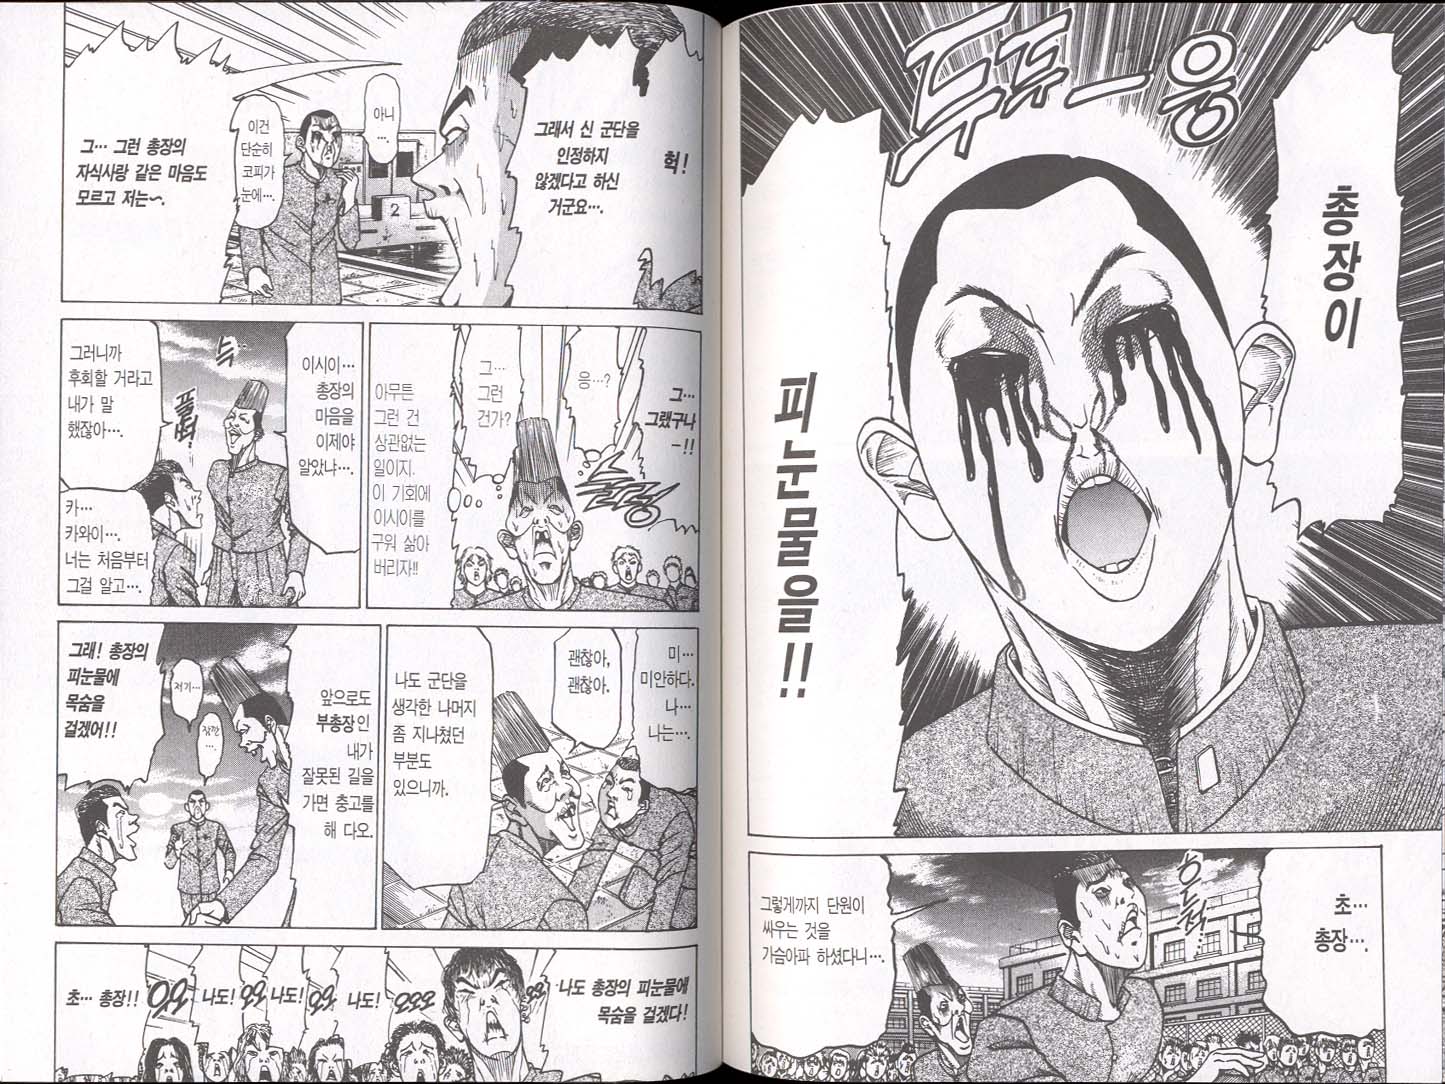 두두-웅
총장이
피눈물을!!
초…
총장….
그렇게까지 단원이
싸우는 것을
가슴아파 하셨다니….
헉!
그래서 신 군단을
인정하지
않겠다고 하신
거군요….
아니
…
이건
단순히
코피가
눈에….
2
그… 그런 총장의
자식사랑 같은 마음도
모르고 저는~.
그…
그랬구나
—!!
응…?
그…
그런
건가?
아무튼
그런 건
상관없는
일이지.
이 기회에
이시이를
구워 삶아
버리자!!
이시이…
총장의
마음을
이제야
알았냐….
그러니까
후회할 거라고
내가 말
했잖아….
카…
카와이….
너는 처음부터
그걸 알고….
미…
미안하다.
나…
나는….
괜찮아,
괜찮아.
나도 군단을
생각한 나머지
좀 지나쳤던
부분도
있으니까.
앞으로도
부총장인
내가
잘못된 길을
가면 충고를
해 다오.
저기…
잠깐
…
그래! 총장의
피눈물에
목숨을
걸겠어!!
나도 총장의 피눈물에
목숨을 걸겠다!
나도!
나도!
나도!
초… 총장!!